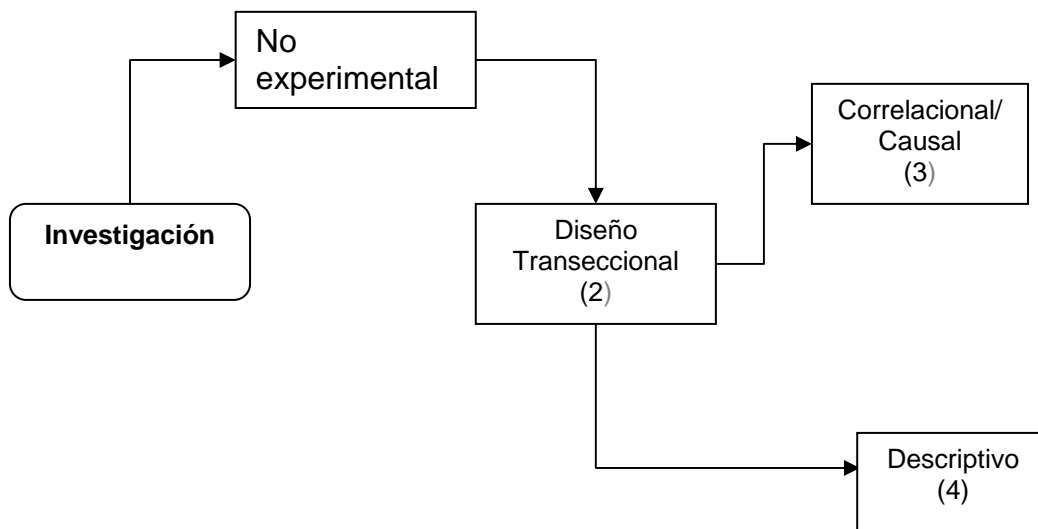 No
experimental
Correlacional/
Causal
(3)
Investigación
Diseño
Transeccional
(2)
Descriptivo
(4)